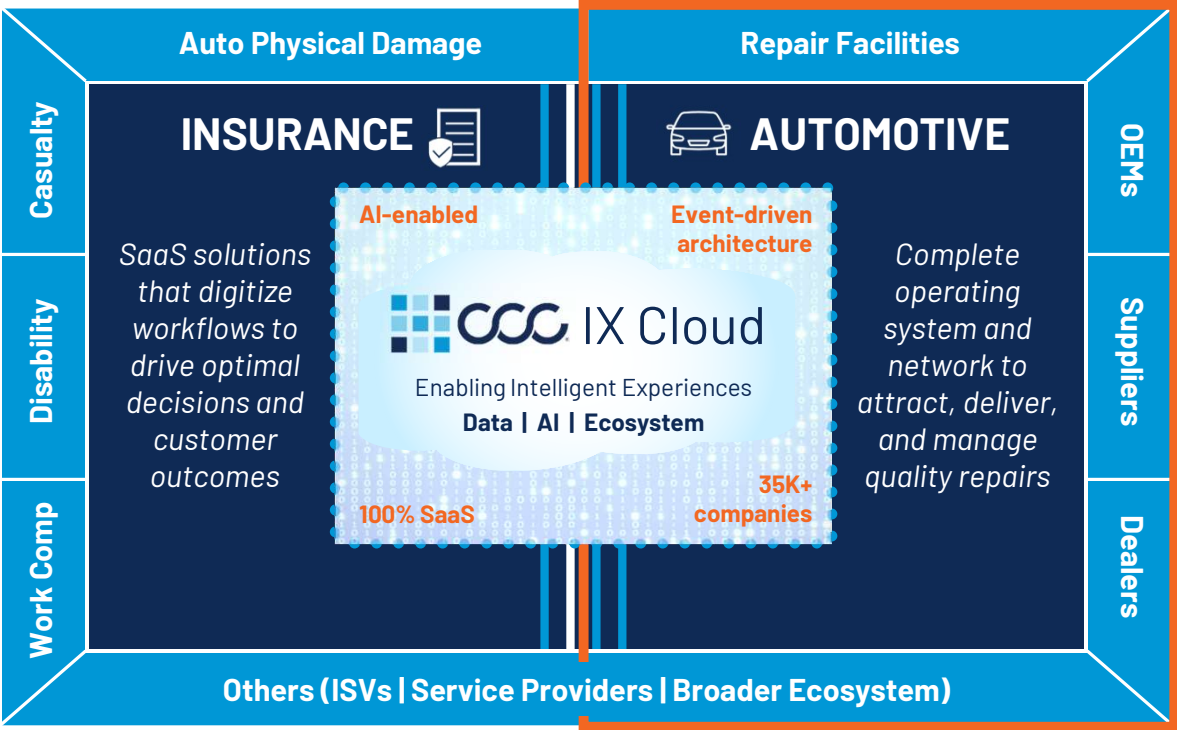 Auto Physical Damage
Repair Facilities
Casualty
Disability
Work Comp
INSURANCE
SaaS solutions
that digitize
workflows to
drive optimal
decisions and
customer
outcomes
AI-enabled
Event-driven
architecture
CCC IX Cloud
Enabling Intelligent Experiences
Data | AI | Ecosystem
100% SaaS
35K+
companies
AUTOMOTIVE
Complete
operating
system and
network to
attract, deliver,
and manage
quality repairs
OEMs
Suppliers
Dealers
Others (ISVs | Service Providers | Broader Ecosystem)